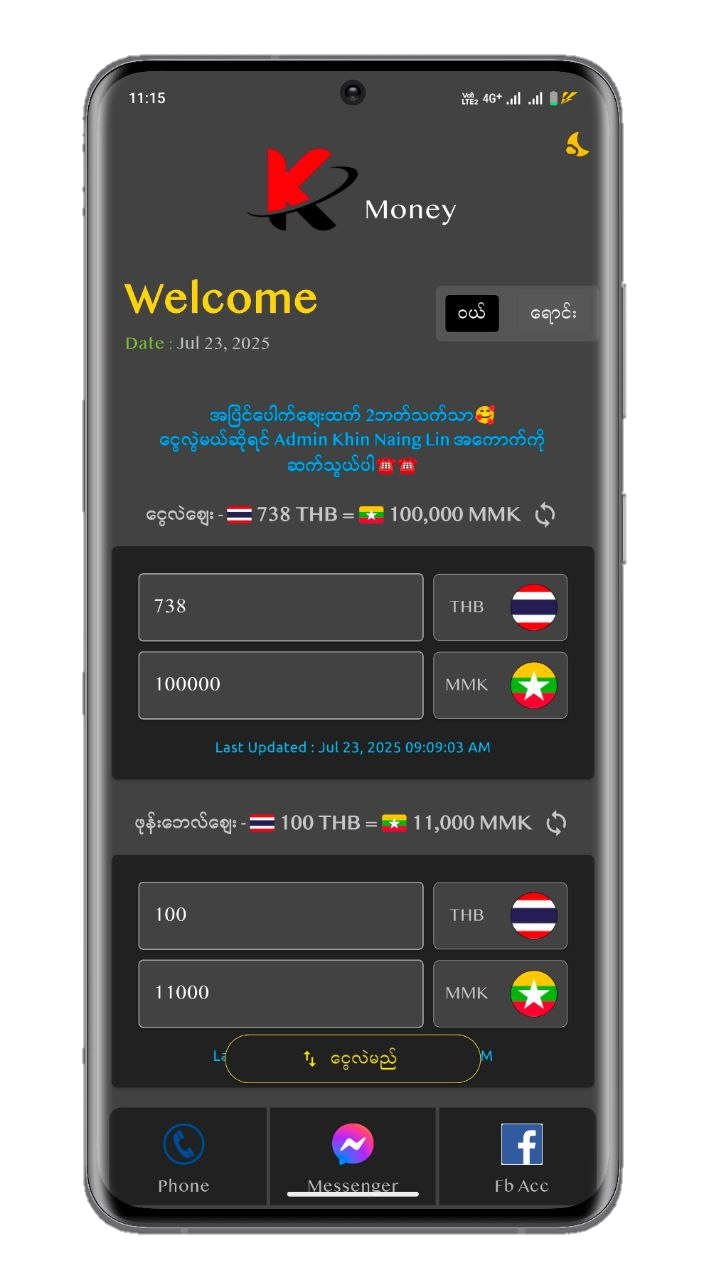 11:15 Vo) LTE2 4G+
K Money
Welcome
ဝယ် ရောင်း
Date : Jul 23, 2025
အပြင်ပေါက်ဈေးထက် 2ဘတ်သက်သာ🥰
ငွေလွဲမယ်ဆိုရင် Admin Khin Naing Lin အကောက်ကို
ဆက်သွယ်ပါ☎️☎️
ငွေလဲဈေး - 🇹🇭 738 THB = 🇲🇲 100,000 MMK
738 THB
100000 MMK
Last Updated : Jul 23, 2025 09:09:03 AM
ဖုန်းဘေလ်ဈေး - 🇹🇭 100 THB = 🇲🇲 11,000 MMK
100 THB
11000 MMK
ငွေလဲမည်
Phone Messenger Fb Acc